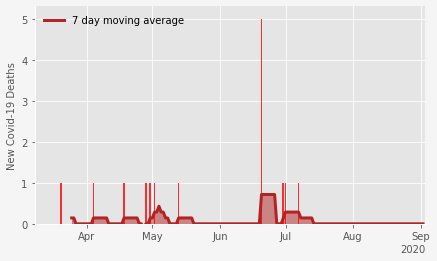 7 day moving average
New Covid-19 Deaths
5
4
3
2
1
0
Apr
May
Jun
Jul
Aug
Sep
2020